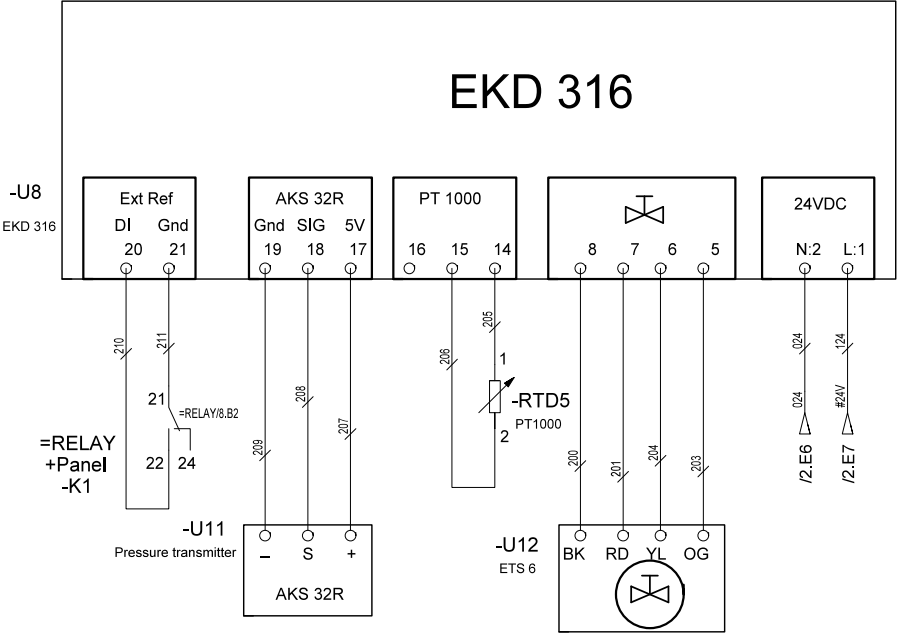 EKD 316
-U8
EKD 316
Ext Ref
DI Gnd
20 21
AKS 32R
Gnd SIG 5V
19 18 17
PT 1000
16 15 14
8 7 6 5
24VDC
N:2 L:1
210 211
209 208 207
206 205
200 201 204 203
024 124
024 #24V
/2.E6 /2.E7
21
=RELAY/8.B2
22 24
=RELAY
+Panel
-K1
1
-RTD5
PT1000
2
-U11
Pressure transmitter
– S +
AKS 32R
-U12
ETS 6
BK RD YL OG